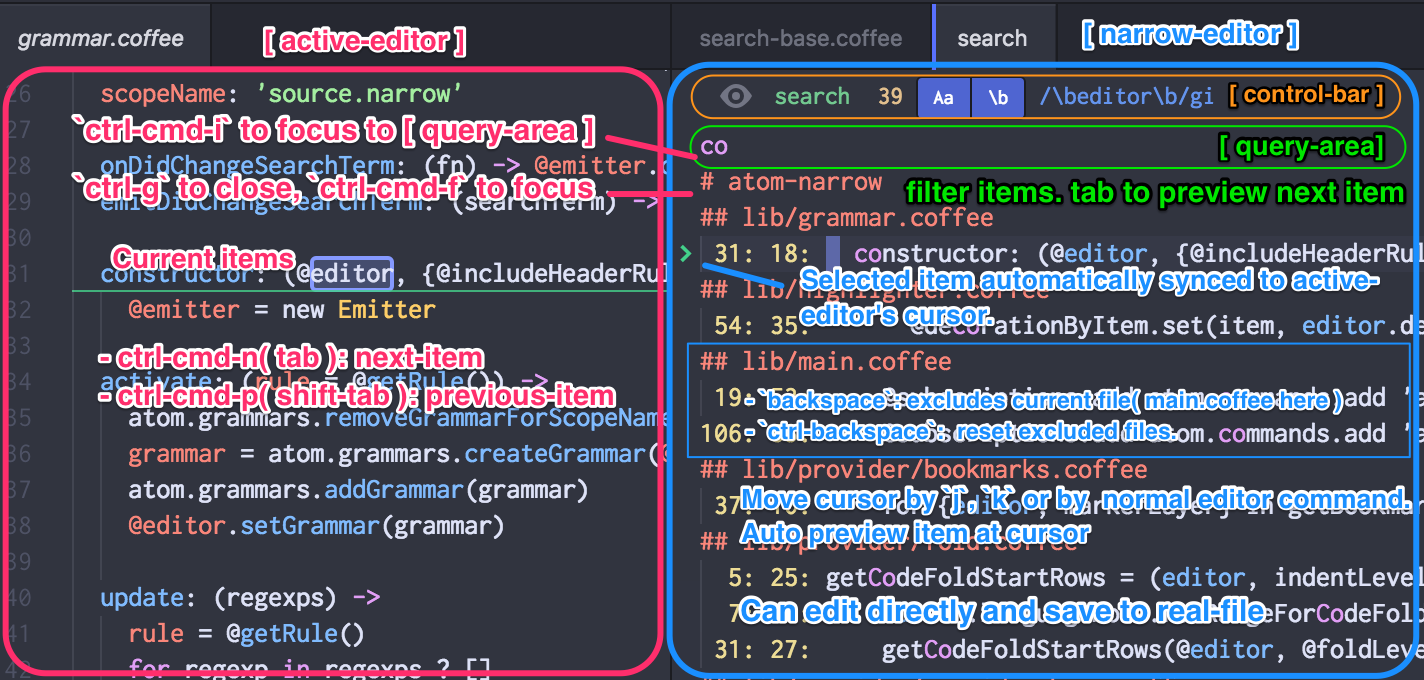 grammar.coffee
[ active-editor ]
26 scopeName: 'source.narrow'
27
`ctrl-cmd-i` to focus to [ query-area ]
28 onDidChangeSearchTerm: (fn) -> @emitter.
`ctrl-g` to close, `ctrl-cmd-f` to focus
29 emitDidChangeSearchTerm: (searchTerm) ->
30
Current items
31 constructor: (@editor, {@includeHeaderRul
32 @emitter = new Emitter
33
- ctrl-cmd-n( tab ): next-item
34 activate: (rule = @getRule()) ->
- ctrl-cmd-p( shift-tab ): previous-item
35 atom.grammars.removeGrammarForScopeName
36 grammar = atom.grammars.createGrammar(@
37 atom.grammars.addGrammar(grammar)
38 @editor.setGrammar(grammar)
39
40 update: (regexps) ->
41 rule = @getRule()
42 for regexp in regexps ? []
search-base.coffee
search
[ narrow-editor ]
search 39 Aa \b /\beditor\b/gi [ control-bar ]
co [ query-area]
# atom-narrow
filter items. tab to preview next item
## lib/grammar.coffee
31: 18: constructor: (@editor, {@includeHeaderRul
Selected item automatically synced to active-
## lib/highlighter.coffee
editor's cursor.
54: 35: @decorationByItem.set(item, editor.de
## lib/main.coffee
19: add '
- `backspace`: excludes current file( main.coffee here )
106: atom.commands.add '
- `ctrl-backspace`: reset excluded files.
## lib/provider/bookmarks.coffee
Move cursor by `j`, `k` or by normal editor command.
37: 16: for {editor, markerLayer} in getBookma
Auto preview item at cursor
## lib/provider/fold.coffee
5: 25: getCodeFoldStartRows = (editor, indentLevel
Can edit directly and save to real-file
7: geForCodeFol
31: 27: getCodeFoldStartRows(@editor, @foldLeve